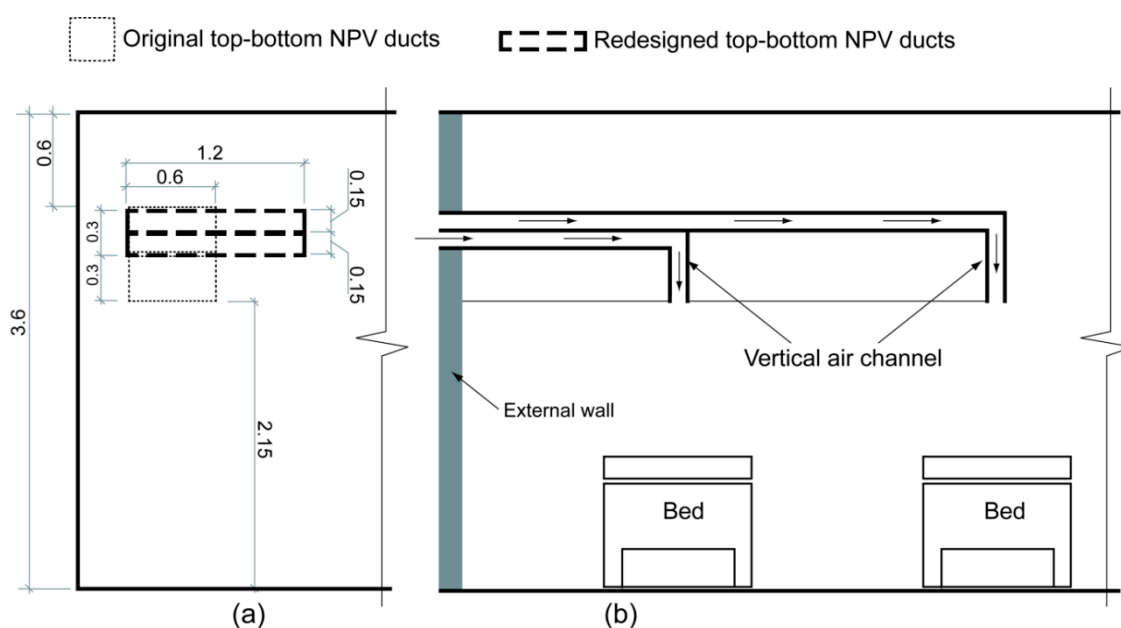 Original top-bottom NPV ducts
Redesigned top-bottom NPV ducts
0.6
1.2
0.6
0.15
0.3
0.15
0.3
3.6
2.15
Vertical air channel
External wall
Bed
Bed
(a)
(b)